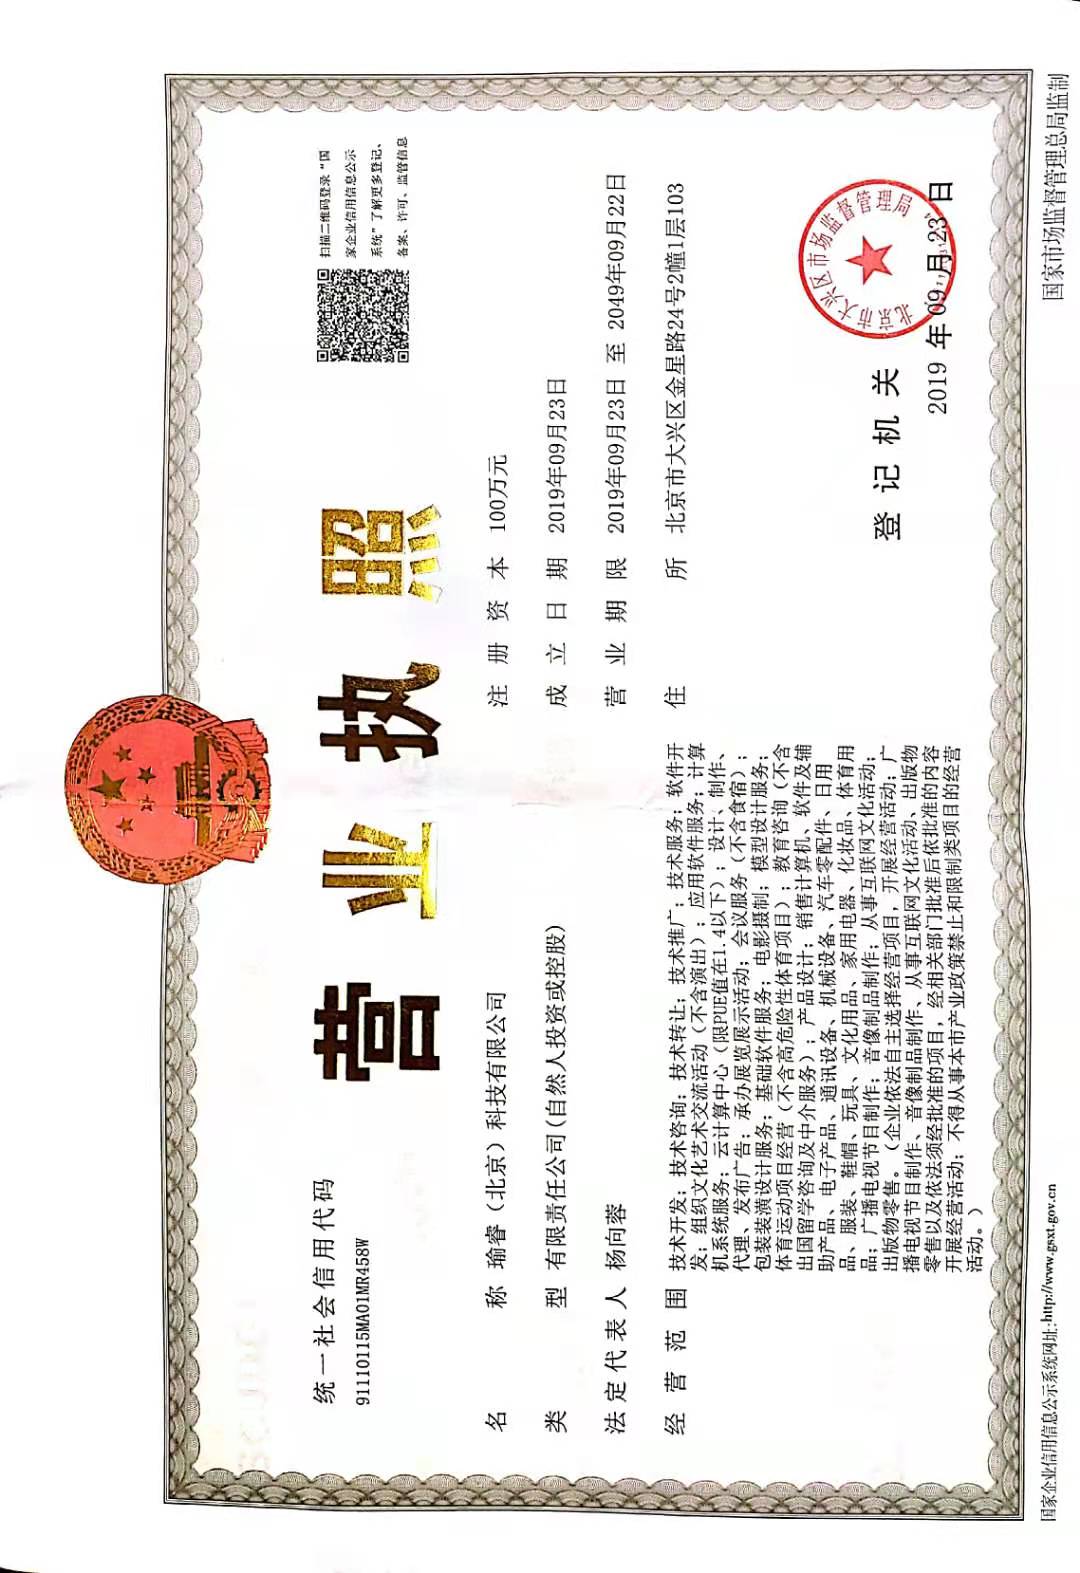 统一社会信用代码
91110115MA01MR458W
营业执照
扫描二维码登录“国
家企业信用信息公示
系统”了解更多登记、
备案、许可、监管信息
名称 瑜睿（北京）科技有限公司
类型 有限责任公司(自然人投资或控股)
法定代表人 杨向蓉
经营范围 技术开发；技术咨询；技术转让；技术推广；技术服务；软件开
发；组织文化艺术交流活动（不含演出）；应用软件服务；计算
机系统服务；云计算中心（限PUE值在1.4以下）；设计、制作、
代理、发布广告；承办展览展示活动；会议服务（不含食宿）；
包装装潢设计服务；基础软件服务；电影摄制；模型设计服务；
体育运动项目经营（不含高危险性体育项目）；教育咨询（不含
出国留学咨询及中介服务）；产品设计；销售计算机、软件及辅
助产品、电子产品、通讯设备、机械设备、汽车零配件、日用
品、服装、鞋帽、玩具、文化用品、家用电器、化妆品、体育用
品；广播电视节目制作；音像制品制作；从事互联网文化活动；
出版物零售。（企业依法自主选择经营项目，开展经营活动；广
播电视节目制作、音像制品制作、从事互联网文化活动、出版物
零售以及依法须经批准的项目，经相关部门批准后依批准的内容
开展经营活动；不得从事本市产业政策禁止和限制类项目的经营
活动。）
注册资本 100万元
成立日期 2019年09月23日
营业期限 2019年09月23日 至 2049年09月22日
住所 北京市大兴区金星路24号2幢1层103
登记机关
北京市大兴区市场监督管理局
2019 年 09 月 23 日
国家企业信用信息公示系统网址:http://www.gsxt.gov.cn
国家市场监督管理总局监制